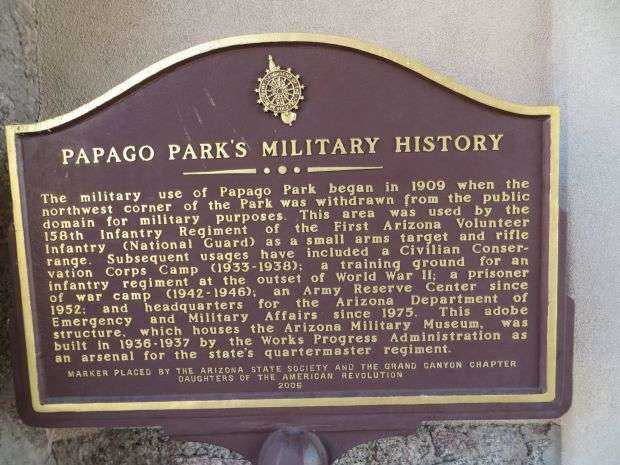 PAPAGO PARK'S MILITARY HISTORY
The military use of Papago Park began in 1909 when the
northwest corner of the Park was withdrawn from the public
domain for military purposes. This area was used by the
158th Infantry Regiment of the First Arizona Volunteer
Infantry (National Guard) as a small arms target and rifle
range. Subsequent usages have included a Civilian Conser-
vation Corps Camp (1933-1938); a training ground for an
infantry regiment at the outset of World War II; a prisoner
of war camp (1942-1946); an Army Reserve Center since
1952; and headquarters for the Arizona Department of
Emergency and Military Affairs since 1975. This adobe
structure, which houses the Arizona Military Museum, was
built in 1936-1937 by the Works Progress Administration as
an arsenal for the state's quartermaster regiment.
MARKER PLACED BY THE ARIZONA STATE SOCIETY AND THE GRAND CANYON CHAPTER
DAUGHTERS OF THE AMERICAN REVOLUTION
2006